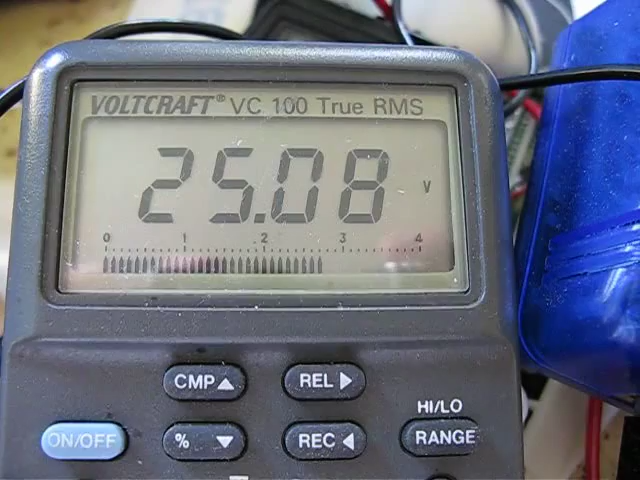 VOLTCRAFT® VC 100 True RMS
25.08 V
0 1 2 3 4
CMP▲ REL▶
HI/LO
ON/OFF % ▼ REC◀ RANGE